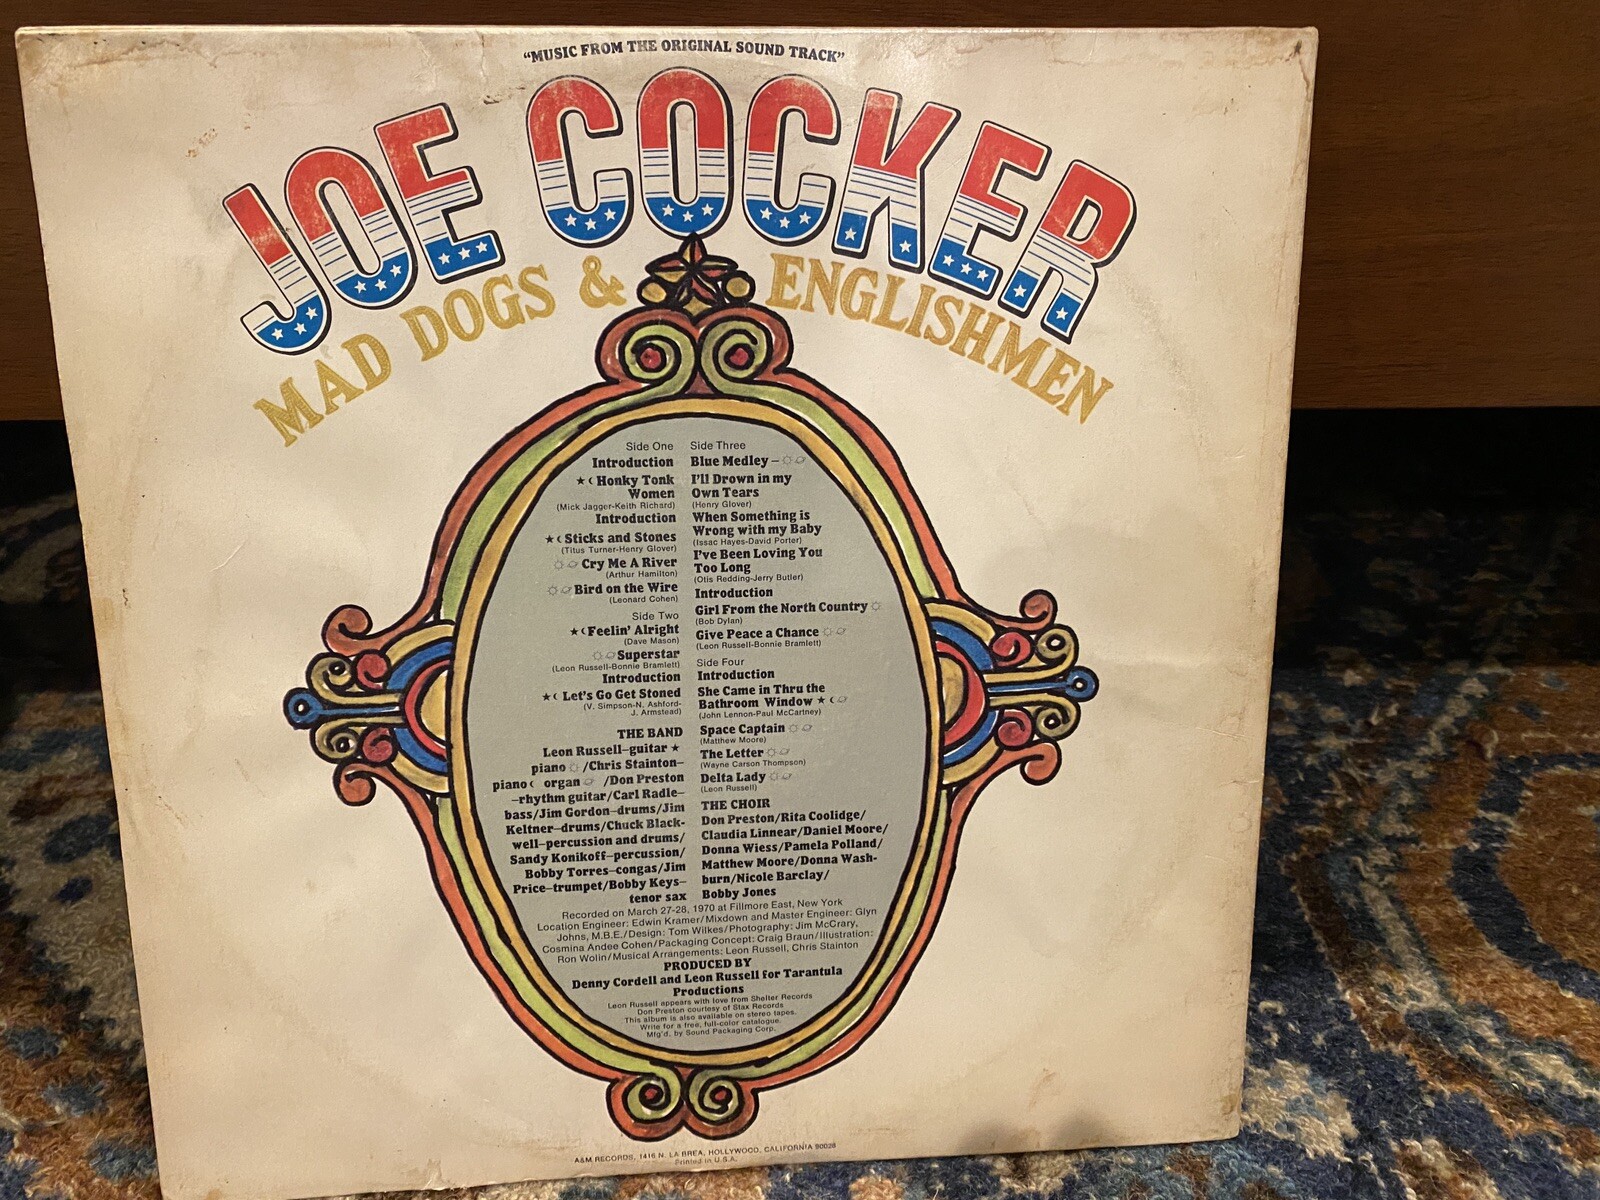 "MUSIC FROM THE ORIGINAL SOUND TRACK"
JOE COCKER
MAD DOGS & ENGLISHMEN
Side One
Introduction
★☾Honky Tonk
Women
(Mick Jagger-Keith Richard)
Introduction
★☾Sticks and Stones
(Titus Turner-Henry Glover)
Cry Me A River
(Arthur Hamilton)
Bird on the Wire
(Leonard Cohen)
Side Two
★☾Feelin' Alright
(Dave Mason)
Superstar
(Leon Russell-Bonnie Bramlett)
Introduction
★☾Let's Go Get Stoned
(V. Simpson-N. Ashford-
J. Armstead)
THE BAND
Leon Russell–guitar ★
piano /Chris Stainton–
piano☾ organ /Don Preston
–rhythm guitar/Carl Radle–
bass/Jim Gordon–drums/Jim
Keltner–drums/Chuck Black-
well–percussion and drums/
Sandy Konikoff–percussion/
Bobby Torres–congas/Jim
Price–trumpet/Bobby Keys–
tenor sax
Side Three
Blue Medley –
I'll Drown in my
Own Tears
(Henry Glover)
When Something is
Wrong with my Baby
(Issac Hayes-David Porter)
I've Been Loving You
Too Long
(Otis Redding-Jerry Butler)
Introduction
Girl From the North Country
(Bob Dylan)
Give Peace a Chance
(Leon Russell-Bonnie Bramlett)
Side Four
Introduction
She Came in Thru the
Bathroom Window ★☾
(John Lennon-Paul McCartney)
Space Captain
(Matthew Moore)
The Letter
(Wayne Carson Thompson)
Delta Lady
(Leon Russell)
THE CHOIR
Don Preston/Rita Coolidge/
Claudia Linnear/Daniel Moore/
Donna Wiess/Pamela Polland/
Matthew Moore/Donna Wash-
burn/Nicole Barclay/
Bobby Jones
Recorded on March 27-28, 1970 at Fillmore East, New York
Location Engineer: Edwin Kramer/Mixdown and Master Engineer: Glyn
Johns, M.B.E./Design: Tom Wilkes/Photography: Jim McCrary,
Cosmina Andee Cohen/Packaging Concept: Craig Braun/Illustration:
Ron Wolin/Musical Arrangements: Leon Russell, Chris Stainton
PRODUCED BY
Denny Cordell and Leon Russell for Tarantula
Productions
Leon Russell appears with love from Shelter Records
Don Preston courtesy of Stax Records
This album is also available on stereo tapes.
Write for a free, full-color catalogue.
Mfg'd. by Sound Packaging Corp.
A&M RECORDS, 1416 N. LA BREA, HOLLYWOOD, CALIFORNIA 90028
Printed in U.S.A.